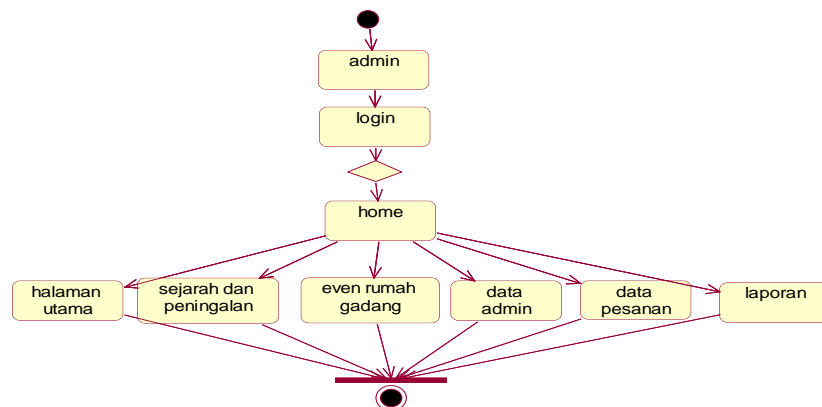 admin
login
home
halaman
utama
sejarah dan
peningalan
even rumah
gadang
data
admin
data
pesanan
laporan